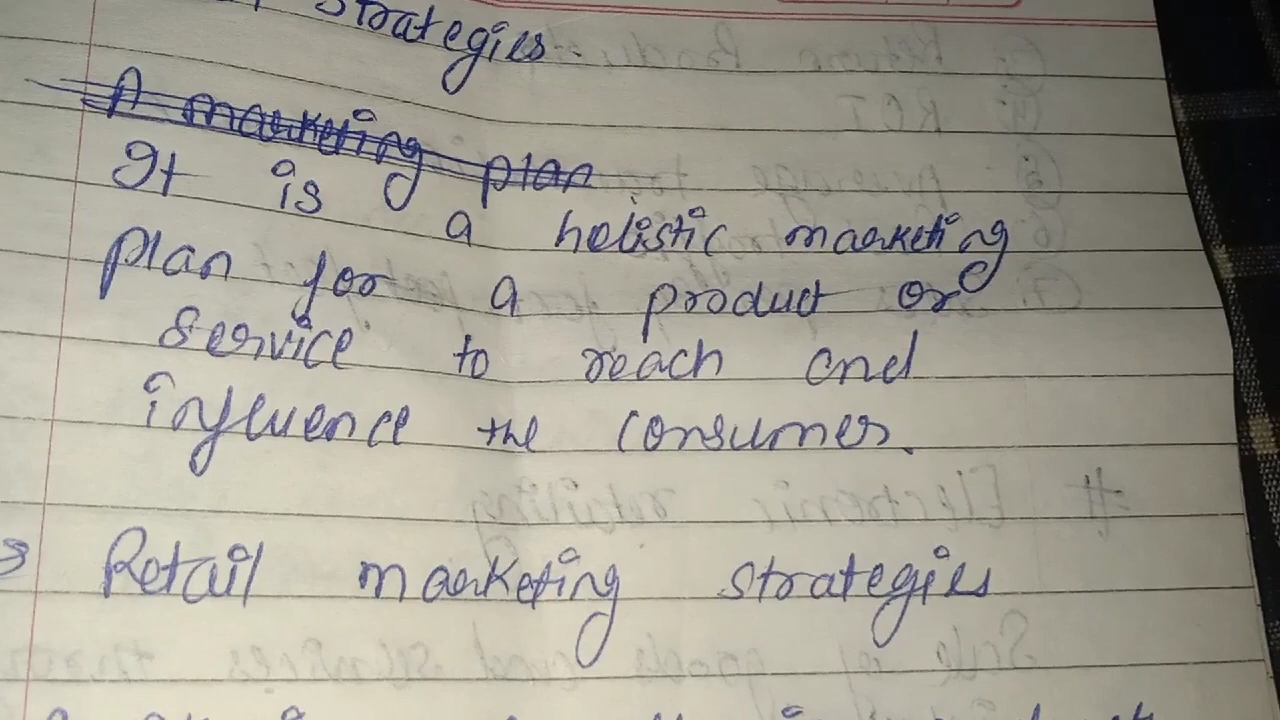 Strategies
A marketing plan
It is a holistic marketing
plan for a product or
service to reach and
influence the consumer.
Retail marketing strategies